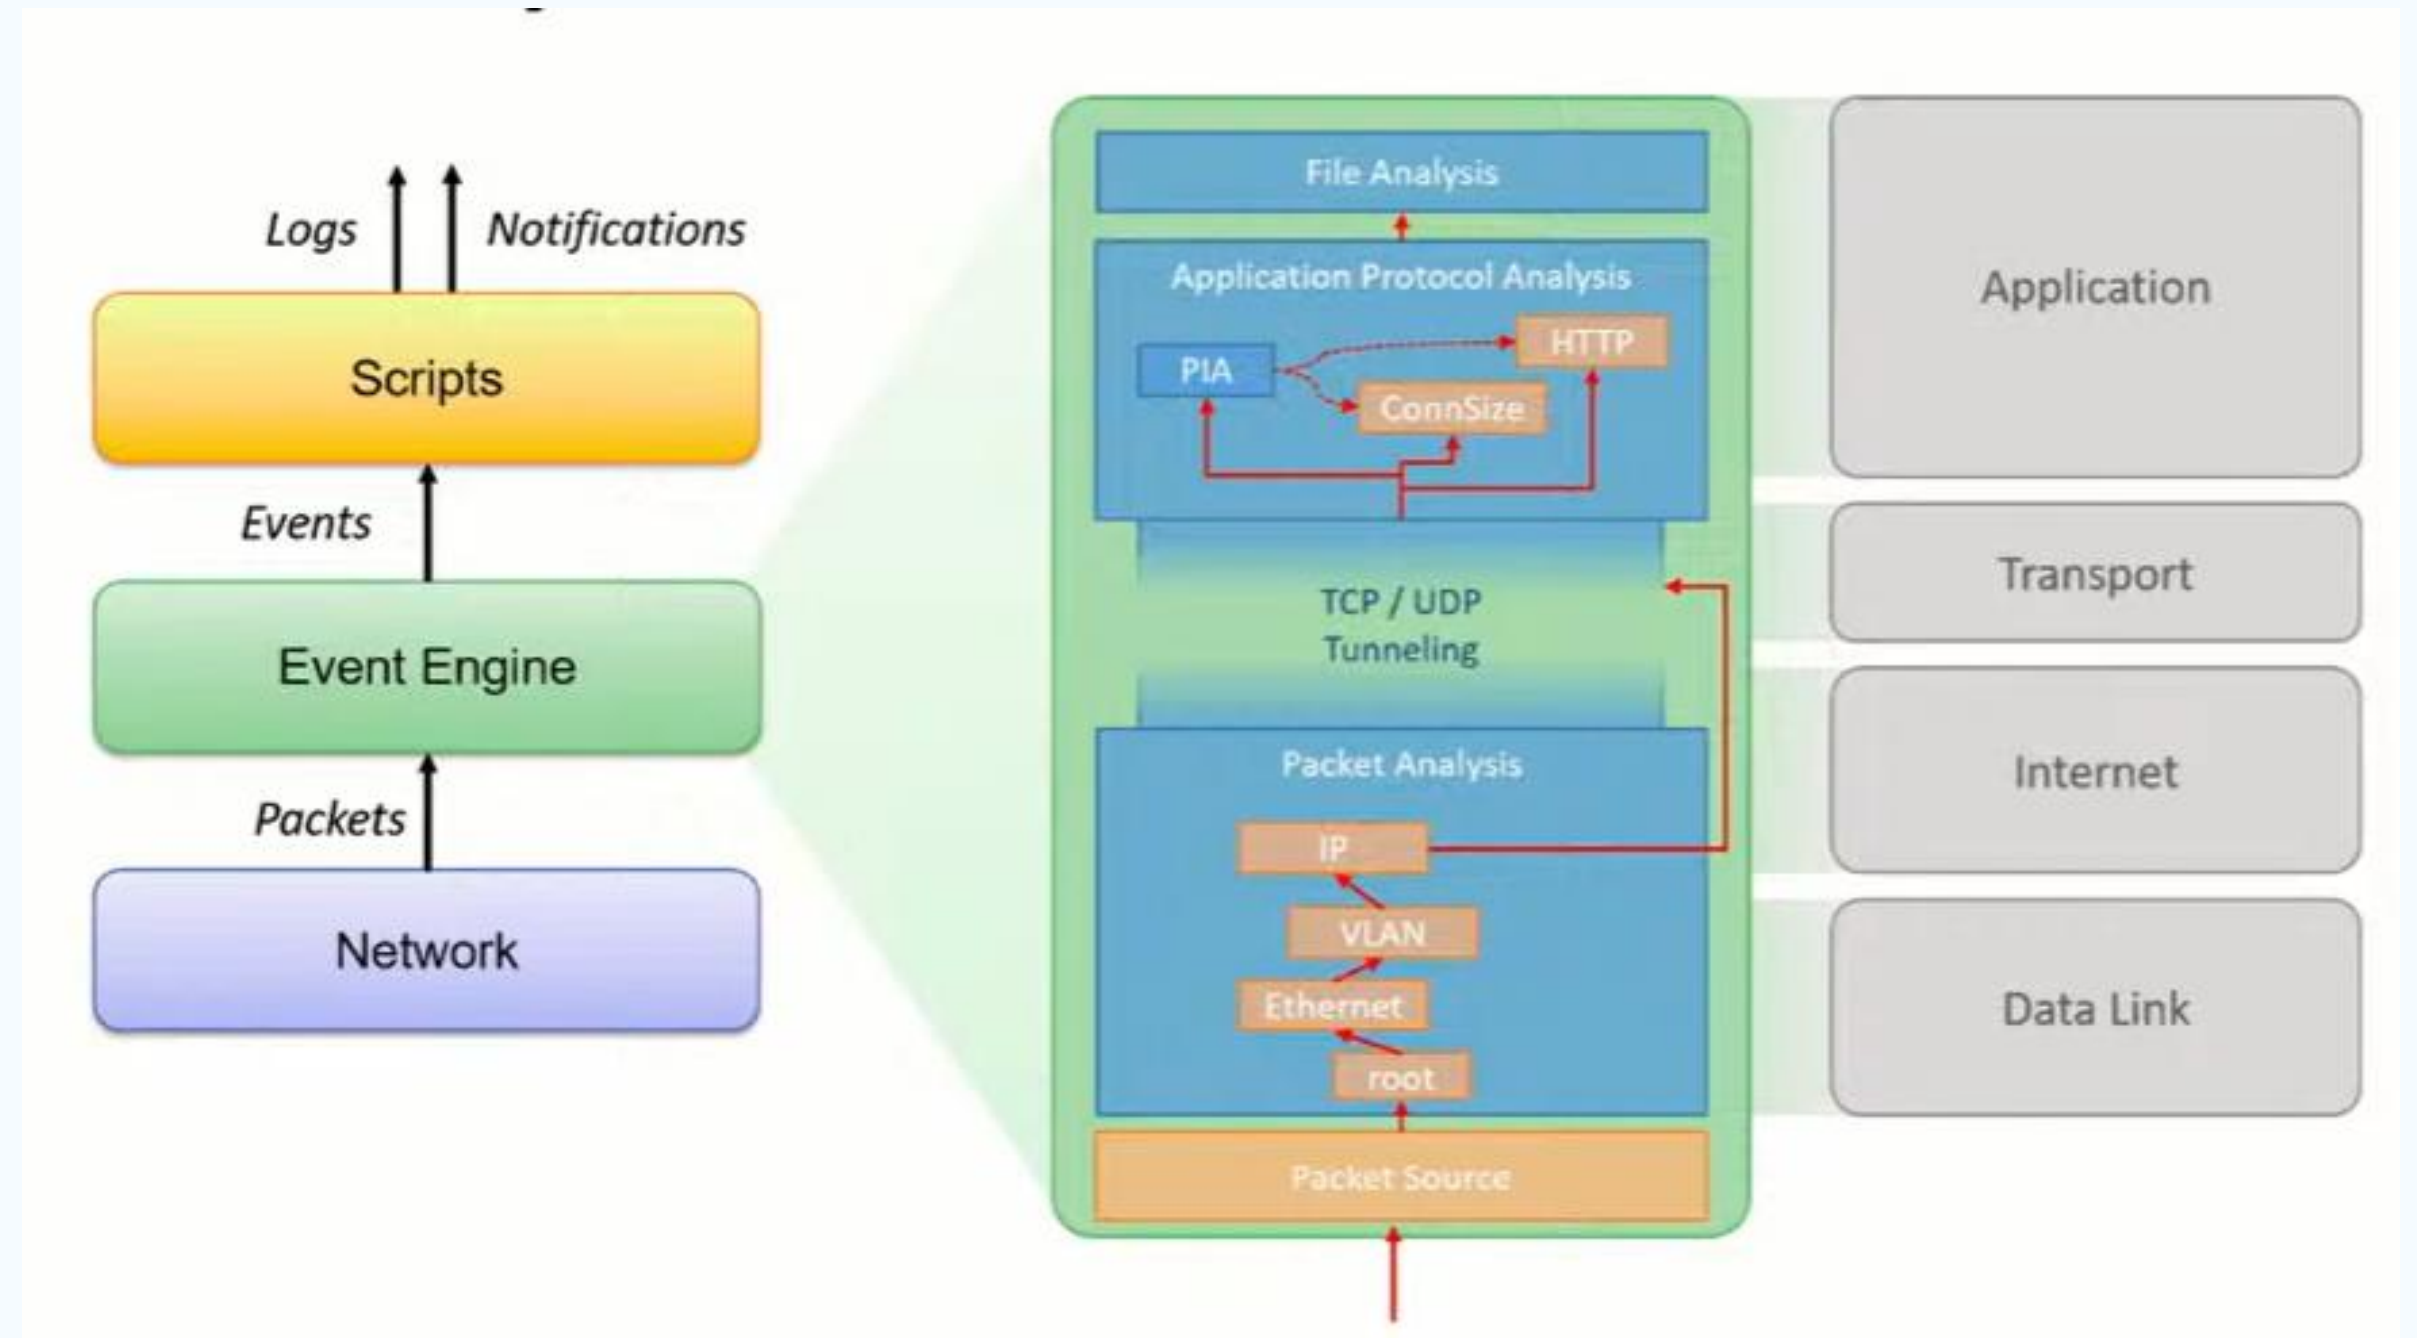 Logs
Notifications
Scripts
Events
Event Engine
Packets
Network
File Analysis
Application Protocol Analysis
HTTP
PIA
ConnSize
TCP / UDP
Tunneling
Packet Analysis
IP
VLAN
Ethernet
root
Packet Source
Application
Transport
Internet
Data Link